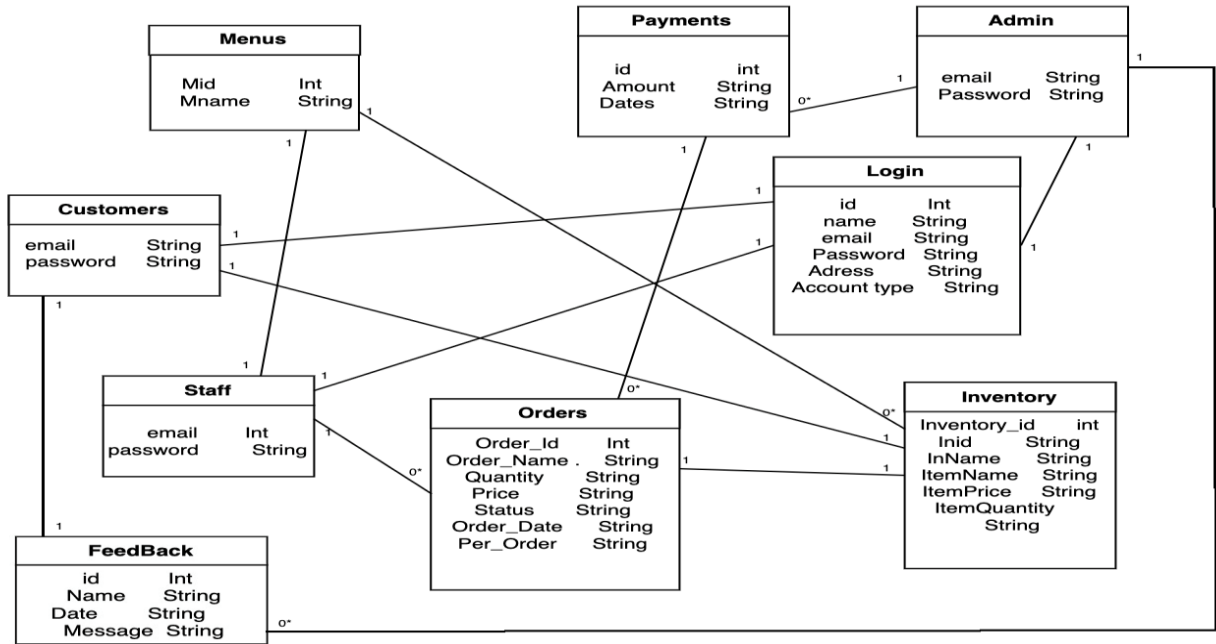 Menus
Mid Int
Mname String
1
1
Payments
id int
Amount String
Dates String
0*
1
Admin
email String
Password String
1
1
1
Login
id Int
name String
email String
Password String
Adress String
Account type String
1
1
1
Customers
email String
password String
1
1
1
Staff
email Int
password String
1
1
1
Orders
Order_Id Int
Order_Name . String
Quantity String
Price String
Status String
Order_Date String
Per_Order String
0*
0*
1
Inventory
Inventory_id int
Inid String
InName String
ItemName String
ItemPrice String
ItemQuantity
String
0*
1
1
FeedBack
id Int
Name String
Date String
Message String
1
0*